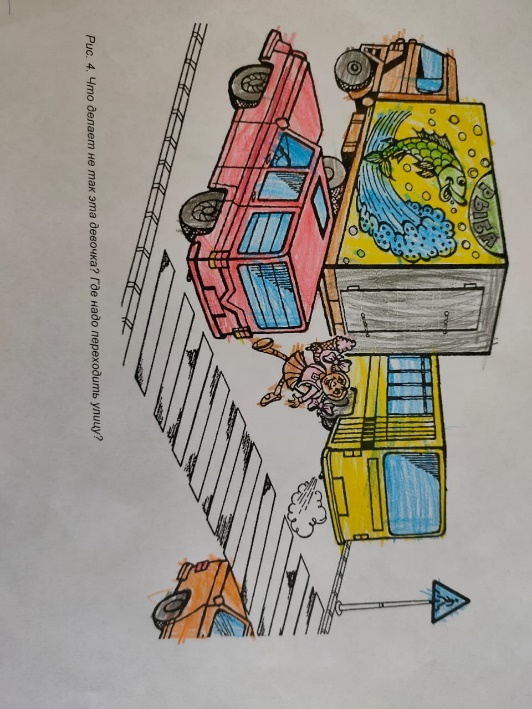 Рис. 4. Что делает не так эта девочка? Где надо переходить улицу?
РЫБА